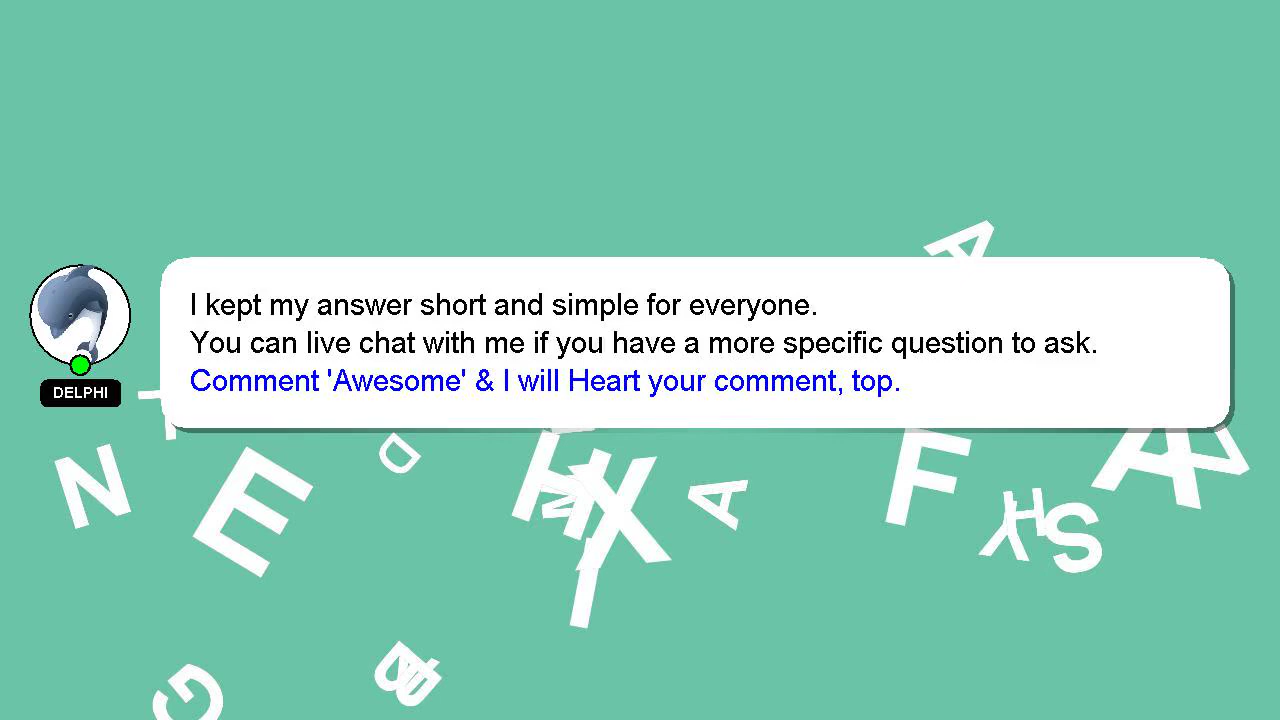 I kept my answer short and simple for everyone.
You can live chat with me if you have a more specific question to ask.
Comment 'Awesome' & I will Heart your comment, top.
DELPHI
A
T
N
E
D
H
N
X
I
A
F
A
A
Y
H
S
G
B